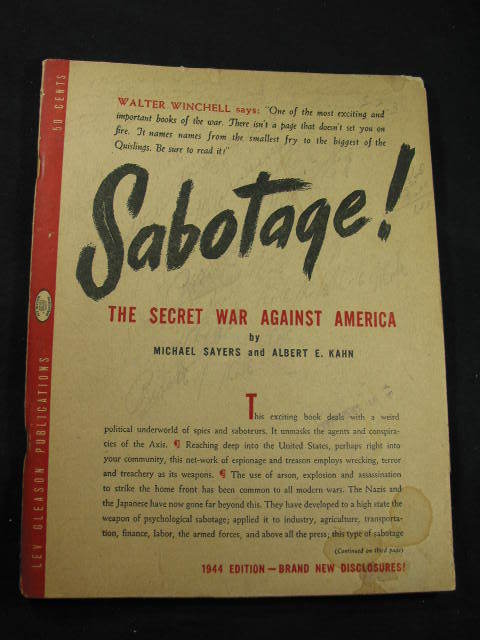 50 CENTS
WALTER WINCHELL says: "One of the most exciting and
important books of the war. There isn't a page that doesn't set you on
fire. It names names from the smallest fry to the biggest of the
Quislings. Be sure to read it!"
Sabotage!
THE SECRET WAR AGAINST AMERICA
by
MICHAEL SAYERS and ALBERT E. KAHN
LEV GLEASON PUBLICATIONS
This exciting book deals with a weird
political underworld of spies and saboteurs. It unmasks the agents and conspira-
cies of the Axis. ¶ Reaching deep into the United States, perhaps right into
your community, this net-work of espionage and treason employs wrecking, terror
and treachery as its weapons. ¶ The use of arson, explosion and assassination
to strike the home front has been common to all modern wars. The Nazis and
the Japanese have now gone far beyond this. They have developed to a high state the
weapon of psychological sabotage; applied it to industry, agriculture, transporta-
tion, finance, labor, the armed forces, and above all the press; this type of sabotage
(Continued on third page)
1944 EDITION — BRAND NEW DISCLOSURES!